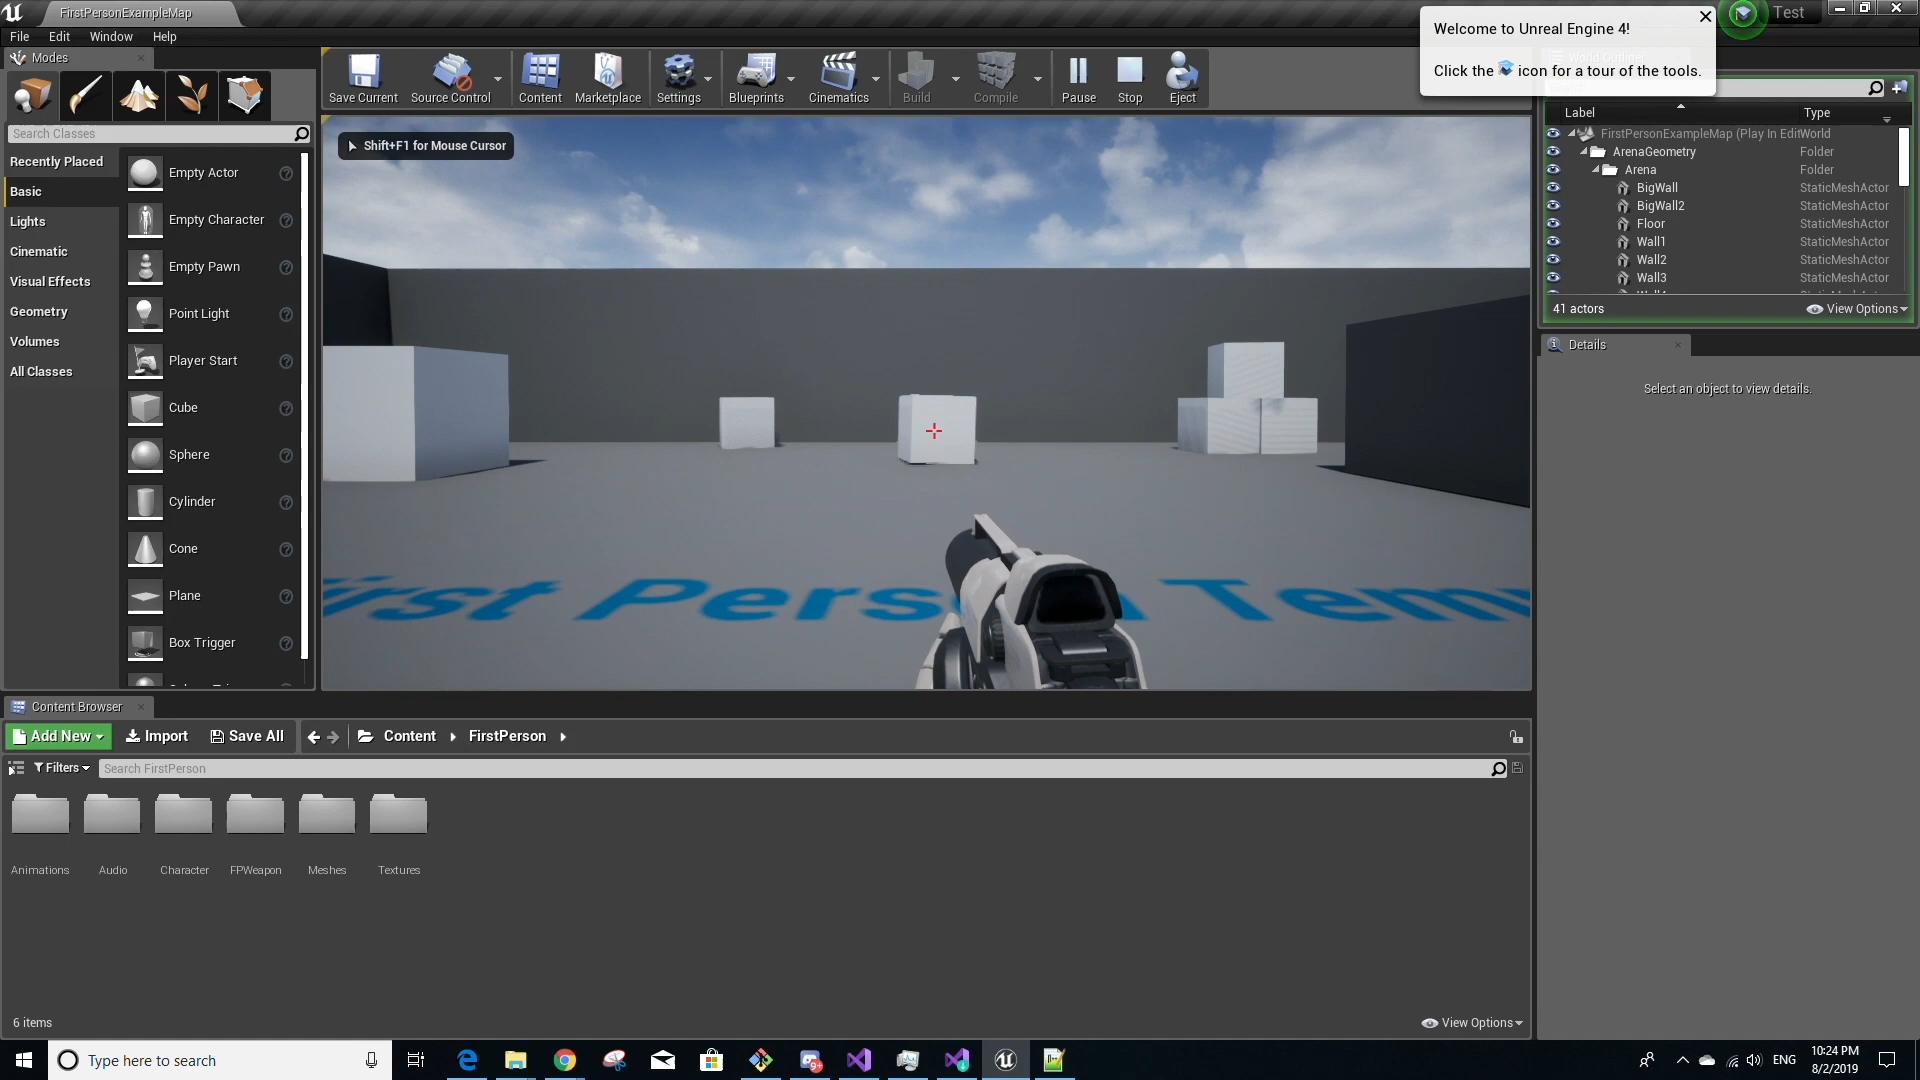 FirstPersonExampleMap
Test
File Edit Window Help
Welcome to Unreal Engine 4!
Click the icon for a tour of the tools.
Modes
Save Current
Source Control
Content
Marketplace
Settings
Blueprints
Cinematics
Build
Compile
Pause
Stop
Eject
Search Classes
Recently Placed
Basic
Lights
Cinematic
Visual Effects
Geometry
Volumes
All Classes
Empty Actor
Empty Character
Empty Pawn
Point Light
Player Start
Cube
Sphere
Cylinder
Cone
Plane
Box Trigger
Shift+F1 for Mouse Cursor
First Person Temp
Label Type
FirstPersonExampleMap (Play In Edit World
ArenaGeometry Folder
Arena Folder
BigWall StaticMeshActor
BigWall2 StaticMeshActor
Floor StaticMeshActor
Wall1 StaticMeshActor
Wall2 StaticMeshActor
Wall3 StaticMeshActor
41 actors View Options
Details
Select an object to view details.
Content Browser
Add New Import Save All Content FirstPerson
Filters Search FirstPerson
Animations
Audio
Character
FPWeapon
Meshes
Textures
6 items View Options
Type here to search
9+
ENG
10:24 PM
8/2/2019